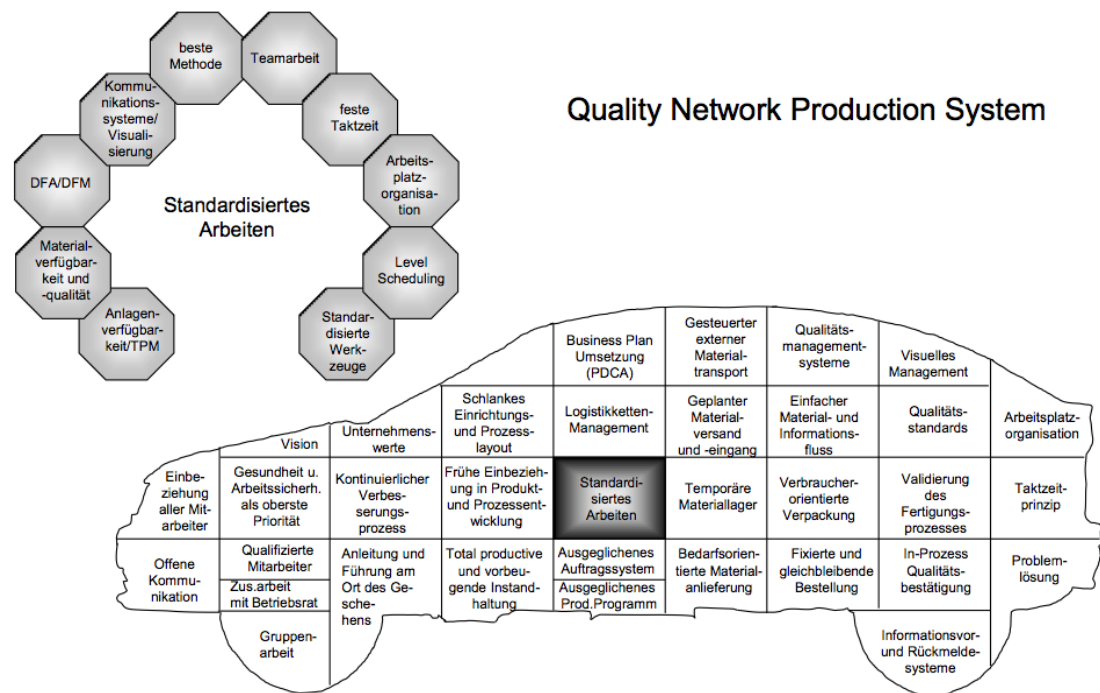 beste
Methode
Teamarbeit
Kommu-
nikations-
systeme/
Visuali-
sierung
feste
Taktzeit
Quality Network Production System
DFA/DFM
Arbeits-
platz-
organisa-
tion
Standardisiertes
Arbeiten
Material-
verfügbar-
keit und
-qualität
Level
Scheduling
Anlagen-
verfügbar-
keit/TPM
Standar-
disierte
Werk-
zeuge
Business Plan
Umsetzung
(PDCA)
Gesteuerter
externer
Material-
transport
Qualitäts-
management-
systeme
Visuelles
Management
Vision
Unternehmens-
werte
Schlankes
Einrichtungs-
und Prozess-
layout
Logistikketten-
Management
Geplanter
Material-
versand
und -eingang
Einfacher
Material- und
Informations-
fluss
Qualitäts-
standards
Arbeitsplatz-
organisation
Einbe-
ziehung
aller Mit-
arbeiter
Gesundheit u.
Arbeitssicherh.
als oberste
Priorität
Kontinuierlicher
Verbes-
serungs-
prozess
Frühe Einbezieh-
ung in Produkt-
und Prozessent-
wicklung
Standardi-
siertes
Arbeiten
Temporäre
Materiallager
Verbraucher-
orientierte
Verpackung
Validierung
des
Fertigungs-
prozesses
Taktzeit-
prinzip
Offene
Kommu-
nikation
Qualifizierte
Mitarbeiter
Zus.arbeit
mit Betriebsrat
Anleitung und
Führung am
Ort des Ge-
schehe-
hens
Total productive
und vorbeu-
gende Instand-
haltung
Ausgeglichenes
Auftragssystem
Ausgeglichenes
Prod.Programm
Bedarfsorien-
tierte Material-
anlieferung
Fixierte und
gleichbleibende
Bestellung
In-Prozess
Qualitäts-
bestätigung
Problem-
lösung
Gruppen-
arbeit
Informationsvor-
und Rückmelde-
systeme